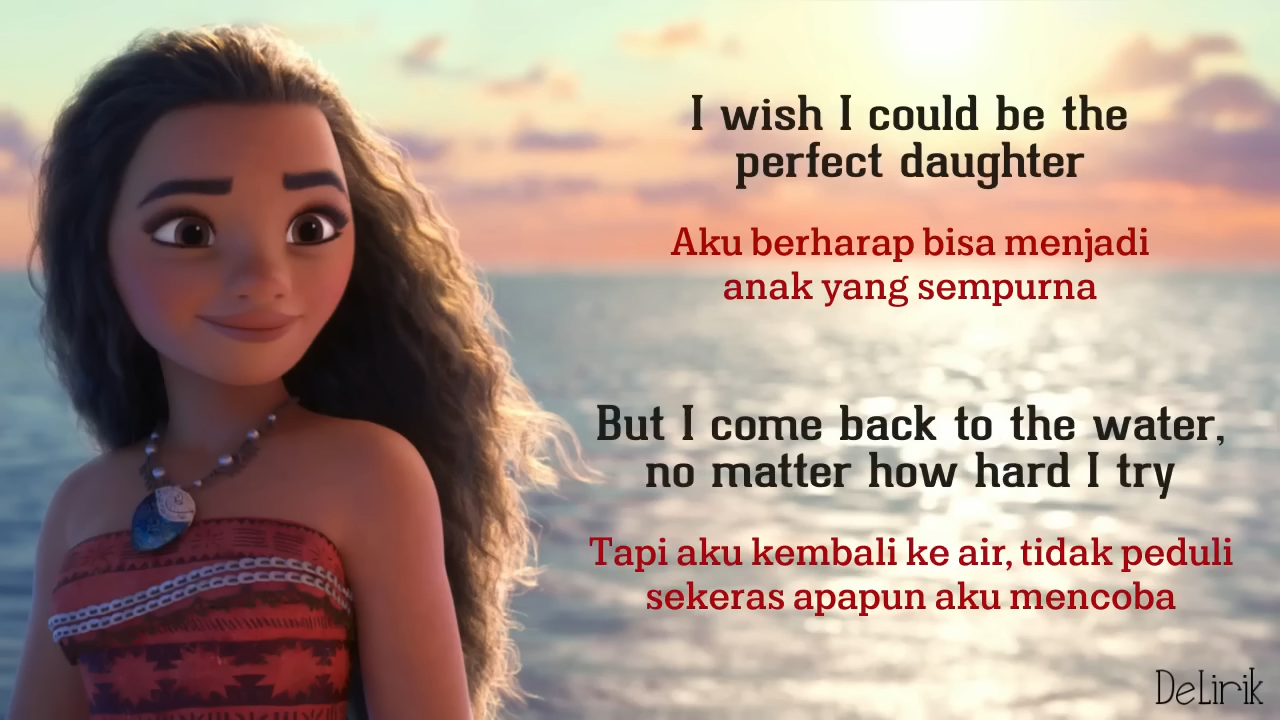 I wish I could be the
perfect daughter
Aku berharap bisa menjadi
anak yang sempurna
But I come back to the water,
no matter how hard I try
Tapi aku kembali ke air, tidak peduli
sekeras apapun aku mencoba
DeLirik